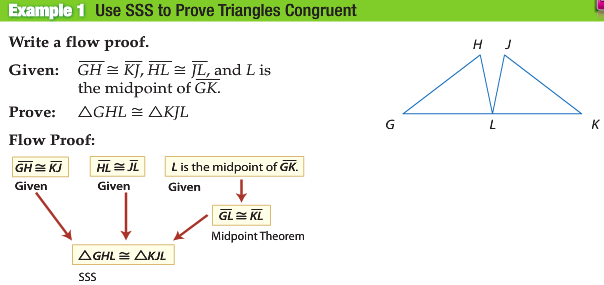 Example 1 Use SSS to Prove Triangles Congruent
Write a flow proof.
Given: GH ≅ KJ, HL ≅ JL, and L is
the midpoint of GK.
Prove: △GHL ≅ △KJL
Flow Proof:
GH ≅ KJ
Given
HL ≅ JL
Given
L is the midpoint of GK.
Given
GL ≅ KL
Midpoint Theorem
△GHL ≅ △KJL
SSS
H J
G L K